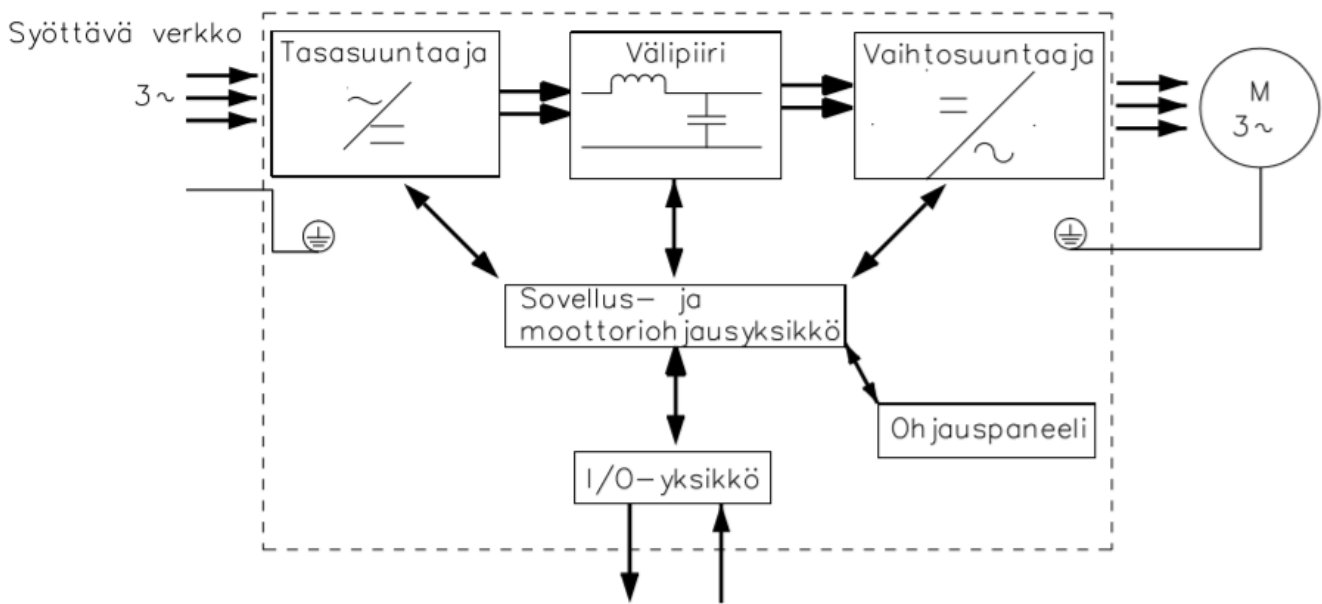 Syöttävä verkko
3~
Tasasuuntaaja
Välipiiri
Vaihtosuuntaaja
M
3~
Sovellus- ja
moottoriohjausyksikkö
Ohjauspaneeli
I/O-yksikkö